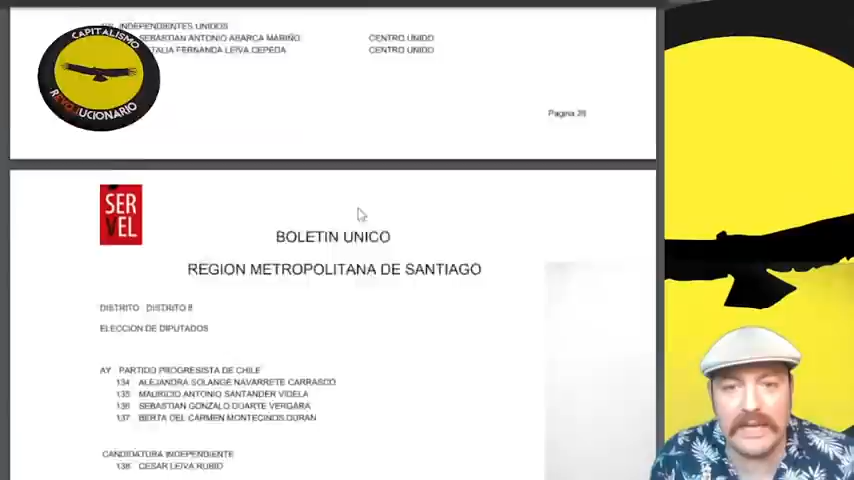 INDEPENDIENTES UNIDOS
SEBASTIAN ANTONIO ABARCA MARIÑO CENTRO UNIDO
NATALIA FERNANDA LEIVA CEPEDA CENTRO UNIDO
CAPITALISMO
REVOLUCIONARIO
Pagina 28
SERVEL
BOLETIN UNICO
REGION METROPOLITANA DE SANTIAGO
DISTRITO DISTRITO 8
ELECCION DE DIPUTADOS
AY PARTIDO PROGRESISTA DE CHILE
134 ALEJANDRA SOLANGE NAVARRETE CARRASCO
135 MAURICIO ANTONIO SANTANDER VIDELA
136 SEBASTIAN GONZALO DUARTE VERGARA
137 BERTA DEL CARMEN MONTECINOS DURAN
CANDIDATURA INDEPENDIENTE
138 CESAR LEIVA RUBIO